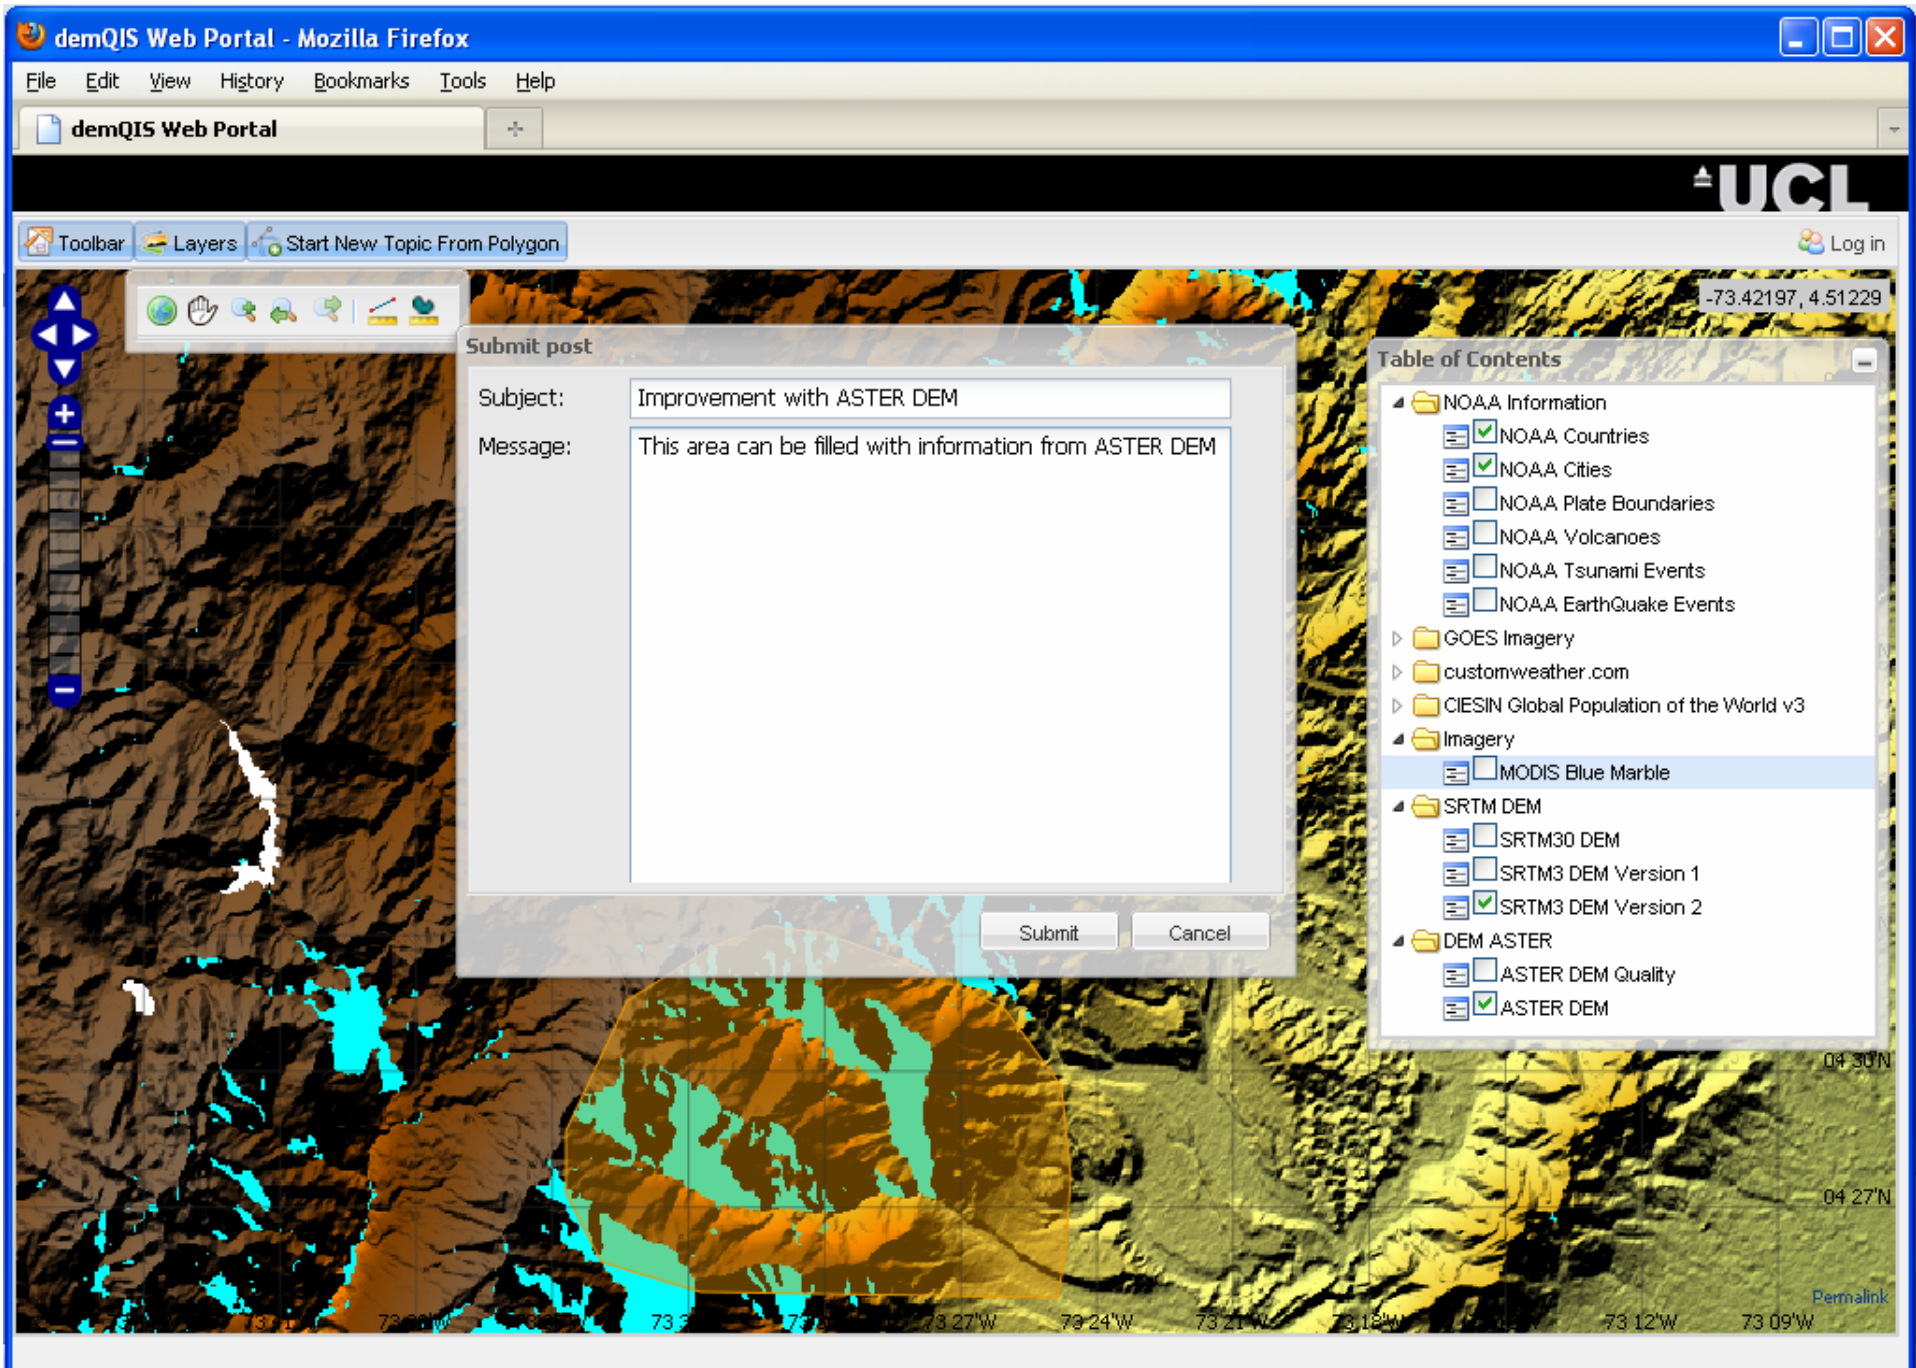 demQIS Web Portal - Mozilla Firefox
File Edit View History Bookmarks Tools Help
demQIS Web Portal
UCL
Toolbar Layers Start New Topic From Polygon Log in
-73.42197, 4.51229
Submit post
Subject: Improvement with ASTER DEM
Message: This area can be filled with information from ASTER DEM
Submit Cancel
Table of Contents
NOAA Information
NOAA Countries
NOAA Cities
NOAA Plate Boundaries
NOAA Volcanoes
NOAA Tsunami Events
NOAA EarthQuake Events
GOES Imagery
customweather.com
CIESIN Global Population of the World v3
Imagery
MODIS Blue Marble
SRTM DEM
SRTM30 DEM
SRTM3 DEM Version 1
SRTM3 DEM Version 2
DEM ASTER
ASTER DEM Quality
ASTER DEM
04 30'N
04 27'N
Permalink
73 27'W 73 24'W 73 21'W 73 18'W 73 12'W 73 09'W